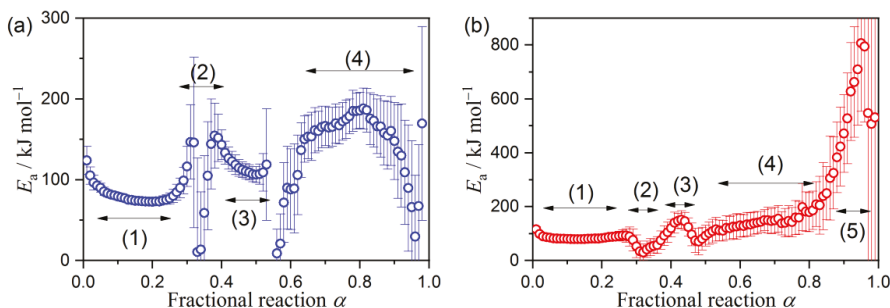 (a)
300
200
100
0
Ea / kJ mol−1
(1)
(2)
(3)
(4)
0.0 0.2 0.4 0.6 0.8 1.0
Fractional reaction α
(b)
800
600
400
200
0
Ea / kJ mol−1
(1)
(2)
(3)
(4)
(5)
0.0 0.2 0.4 0.6 0.8 1.0
Fractional reaction α